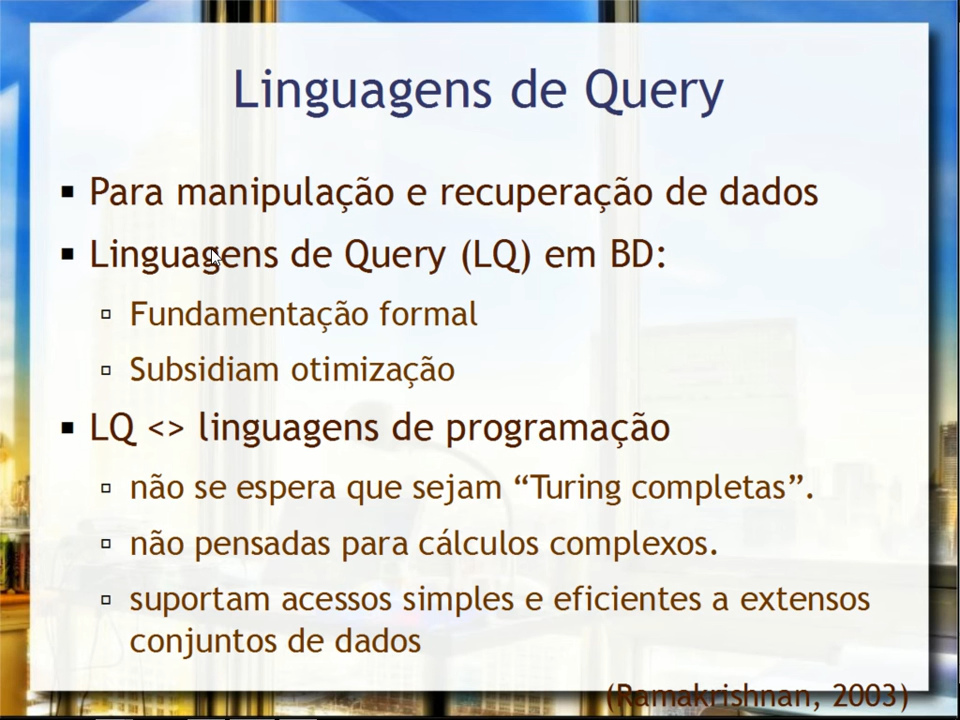 Linguagens de Query
Para manipulação e recuperação de dados
Linguagens de Query (LQ) em BD:
Fundamentação formal
Subsidiam otimização
LQ <> linguagens de programação
não se espera que sejam “Turing completas”.
não pensadas para cálculos complexos.
suportam acessos simples e eficientes a extensos
conjuntos de dados
(Ramakrishnan, 2003)